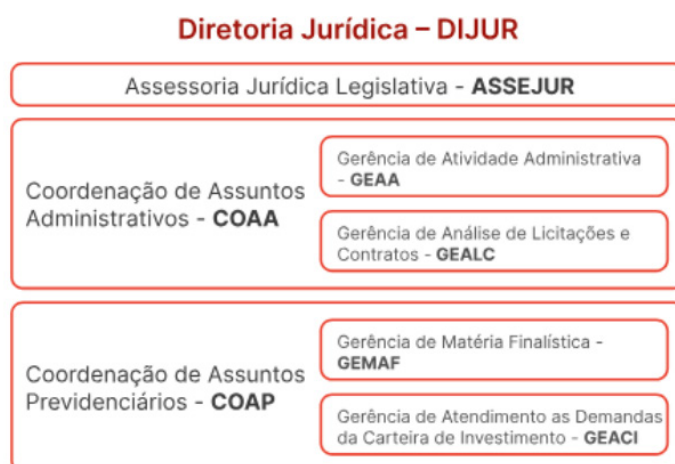 Diretoria Jurídica – DIJUR
Assessoria Jurídica Legislativa - ASSEJUR
Coordenação de Assuntos
Administrativos - COAA
Gerência de Atividade Administrativa
- GEAA
Gerência de Análise de Licitações e
Contratos - GEALC
Coordenação de Assuntos
Previdenciários - COAP
Gerência de Matéria Finalística -
GEMAF
Gerência de Atendimento as Demandas
da Carteira de Investimento - GEACI